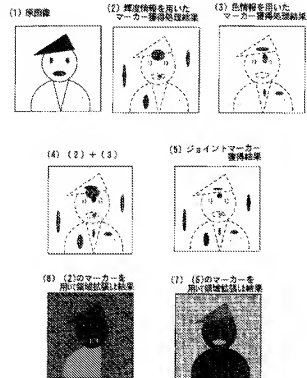 (1) 原画像
(2) 輝度情報を用いた
マーカー獲得処理結果
(3) 色情報を用いた
マーカー獲得処理結果
(4) (2)+(3)
(5) ジョイントマーカー
獲得結果
(6) (2)のマーカーを
用いて領域拡張した結果
(7) (5)のマーカーを
用いて領域拡張した結果